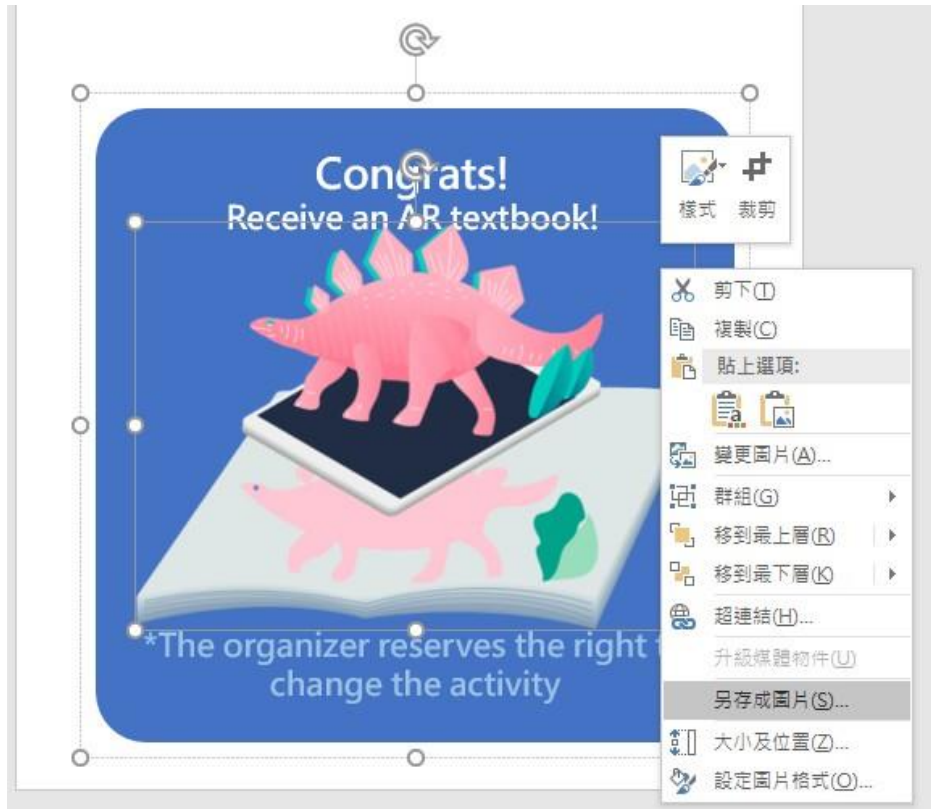 Congrats!
Receive an AR textbook!
樣式 裁剪
剪下(T)
複製(C)
貼上選項:
a
變更圖片(A)...
群組(G)
移到最上層(R)
移到最下層(K)
超連結(H)...
升級媒體物件(U)
另存成圖片(S)...
大小及位置(Z)...
設定圖片格式(O)...
*The organizer reserves the right t
change the activity